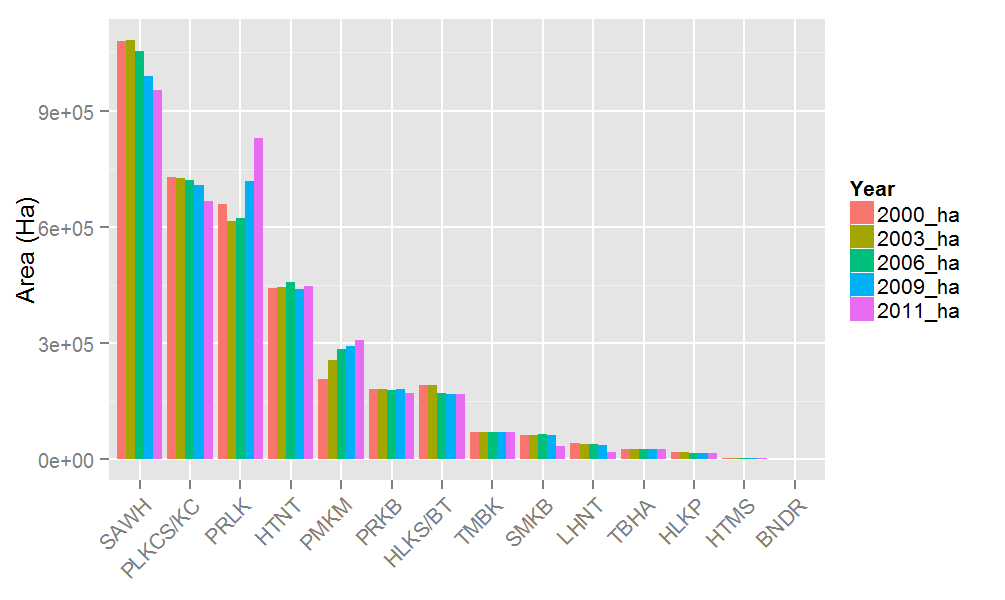 Area (Ha)
9e+05
6e+05
3e+05
0e+00
SAWH
PLKCS/KC
PRLK
HTNT
PMKM
PRKB
HLKS/BT
TMBK
SMKB
LHNT
TBHA
HLKP
HTMS
BNDR
Year
2000_ha
2003_ha
2006_ha
2009_ha
2011_ha